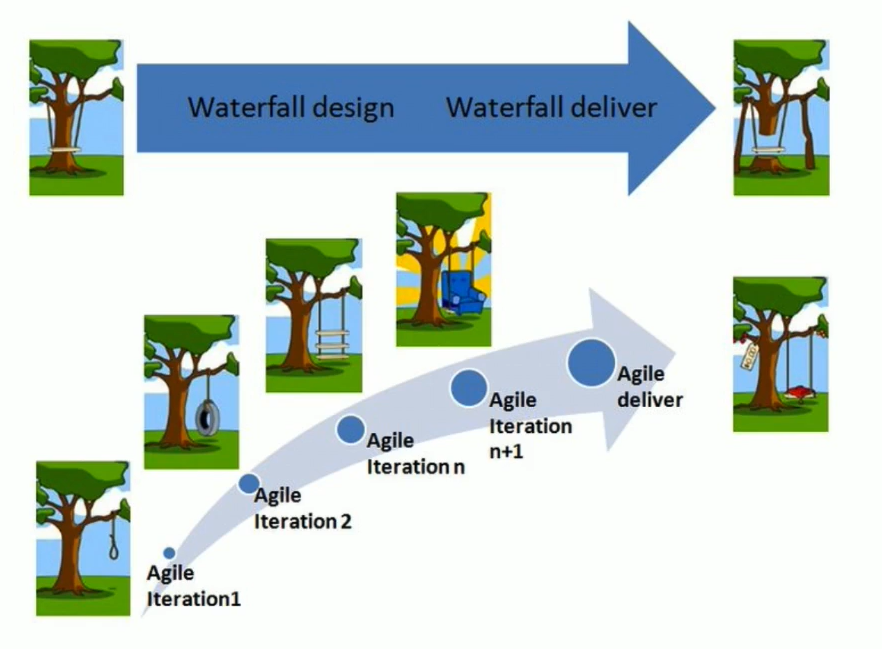 Waterfall design
Waterfall deliver
Agile
deliver
Agile
Iteration
n+1
Agile
Iteration n
Agile
Iteration 2
Agile
Iteration1